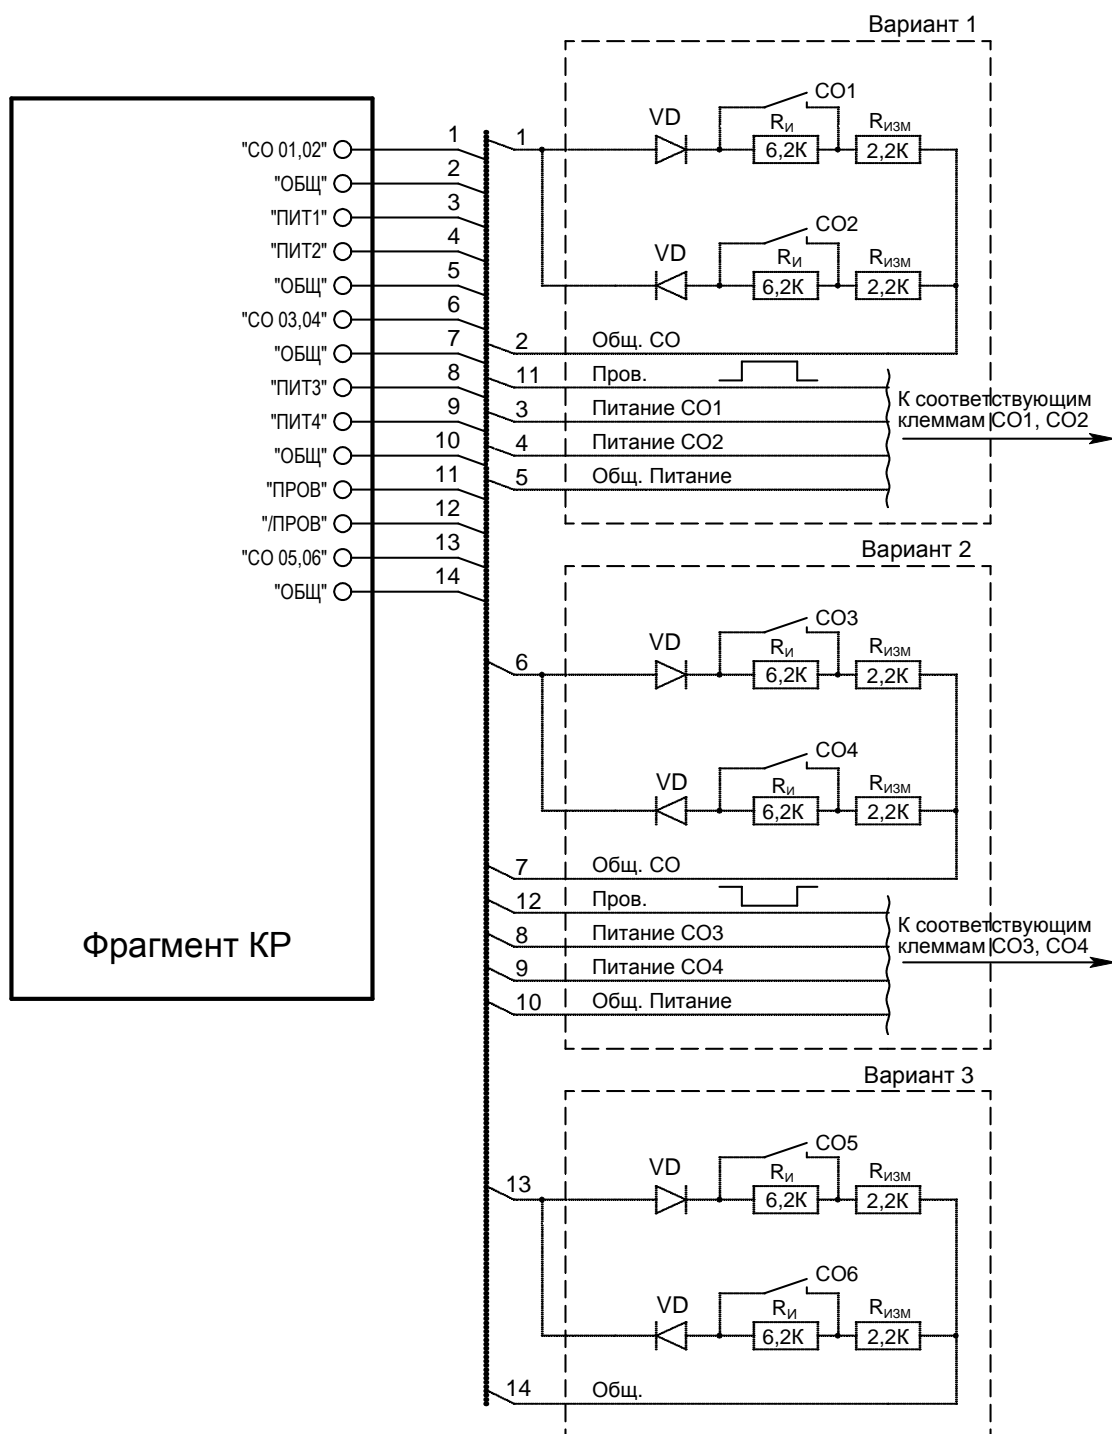 Вариант 1
"СО 01,02"
1
"ОБЩ"
2
"ПИТ1"
3
"ПИТ2"
4
"ОБЩ"
5
"СО 03,04"
6
"ОБЩ"
7
"ПИТ3"
8
"ПИТ4"
9
"ОБЩ"
10
"ПРОВ"
11
"/ПРОВ"
12
"СО 05,06"
13
"ОБЩ"
14
Фрагмент КР
1
VD
СО1
RИ
6,2К
RИЗМ
2,2К
VD
СО2
RИ
6,2К
RИЗМ
2,2К
2
Общ. СО
11
Пров.
3
Питание СО1
4
Питание СО2
5
Общ. Питание
К соответствующим
клеммам СО1, СО2
Вариант 2
6
VD
СО3
RИ
6,2К
RИЗМ
2,2К
VD
СО4
RИ
6,2К
RИЗМ
2,2К
7
Общ. СО
12
Пров.
8
Питание СО3
9
Питание СО4
10
Общ. Питание
К соответствующим
клеммам СО3, СО4
Вариант 3
13
VD
СО5
RИ
6,2К
RИЗМ
2,2К
VD
СО6
RИ
6,2К
RИЗМ
2,2К
14
Общ.